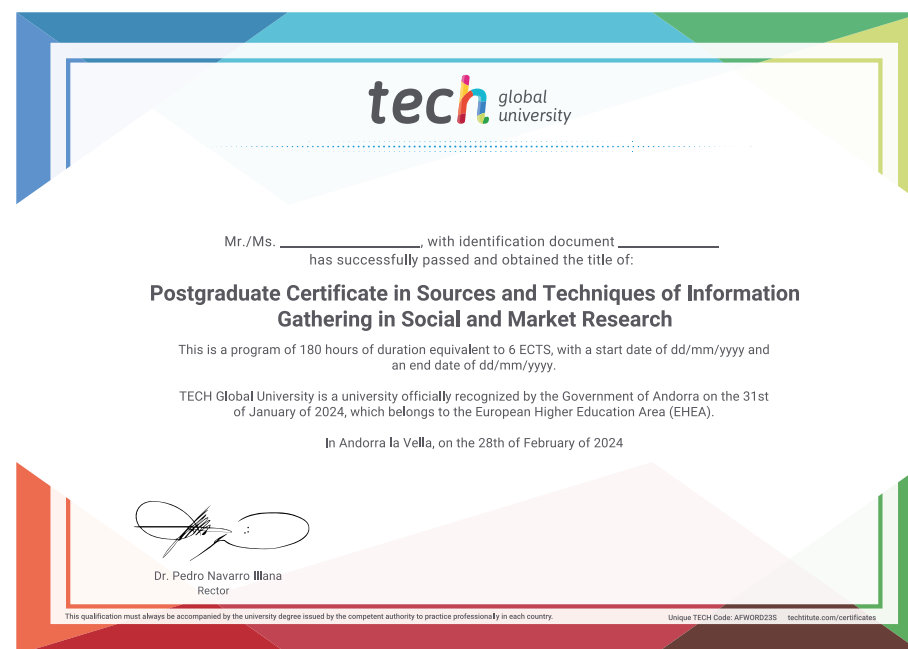 tech global university
Mr./Ms. ____________________, with identification document ______________
has successfully passed and obtained the title of:
Postgraduate Certificate in Sources and Techniques of Information
Gathering in Social and Market Research
This is a program of 180 hours of duration equivalent to 6 ECTS, with a start date of dd/mm/yyyy and
an end date of dd/mm/yyyy.
TECH Global University is a university officially recognized by the Government of Andorra on the 31st
of January of 2024, which belongs to the European Higher Education Area (EHEA).
In Andorra la Vella, on the 28th of February of 2024
Dr. Pedro Navarro Illana
Rector
This qualification must always be accompanied by the university degree issued by the competent authority to practice professionally in each country.
Unique TECH Code: AFWORD23S techtitute.com/certificates